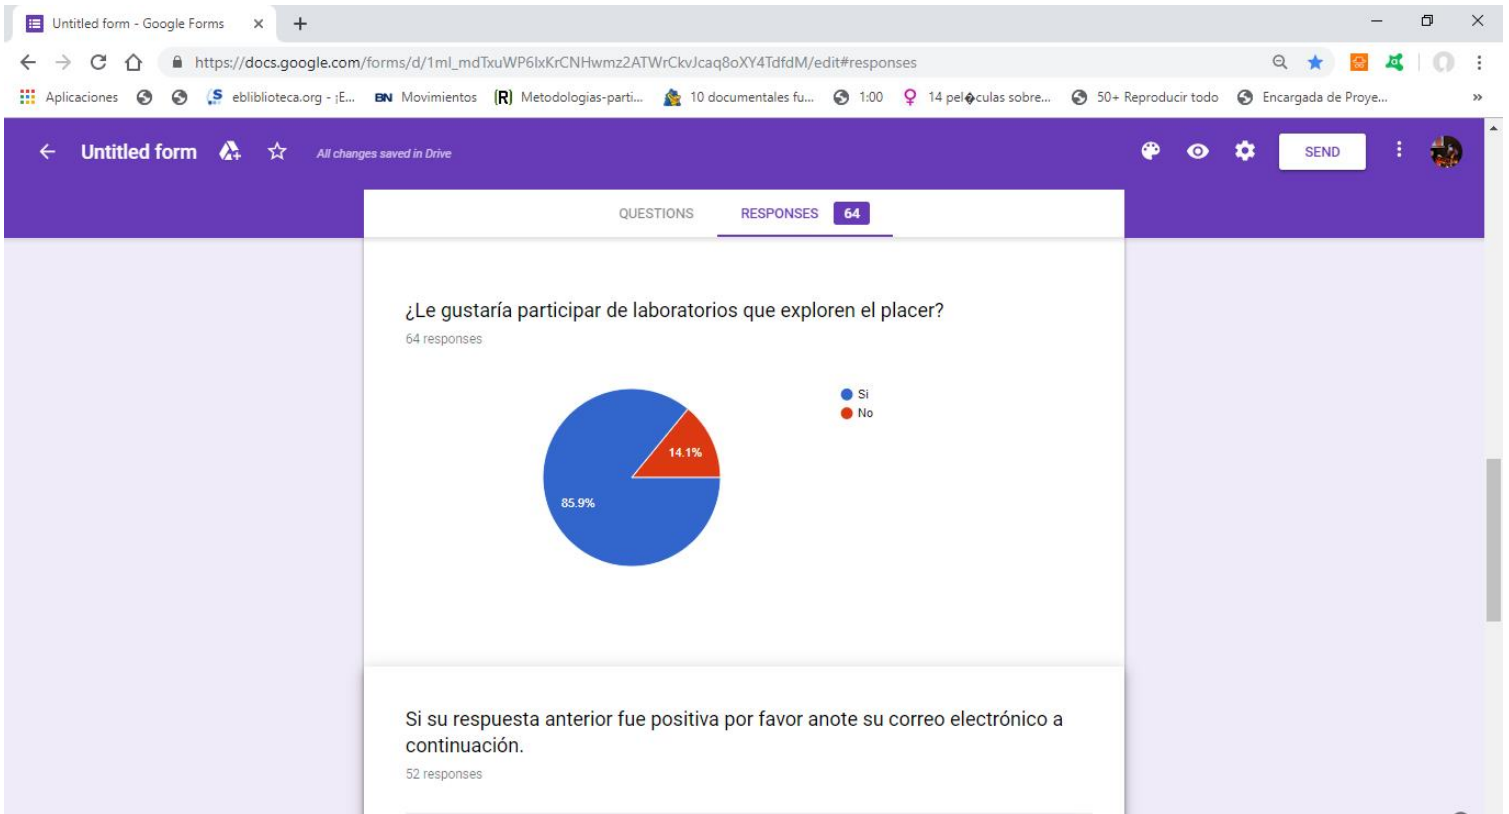 Untitled form - Google Forms
https://docs.google.com/forms/d/1ml_mdTxuWP6lxKrCNHwmz2ATWrCkvJcaq8oXY4TdfdM/edit#responses
Aplicaciones ebliblioteca.org - ¡E... BN Movimientos (R) Metodologias-parti... 10 documentales fu... 1:00 14 pel�culas sobre... 50+ Reproducir todo Encargada de Proye... »
Untitled form All changes saved in Drive SEND
QUESTIONS RESPONSES 64
¿Le gustaría participar de laboratorios que exploren el placer?
64 responses
Si
No
14.1%
85.9%
Si su respuesta anterior fue positiva por favor anote su correo electrónico a
continuación.
52 responses